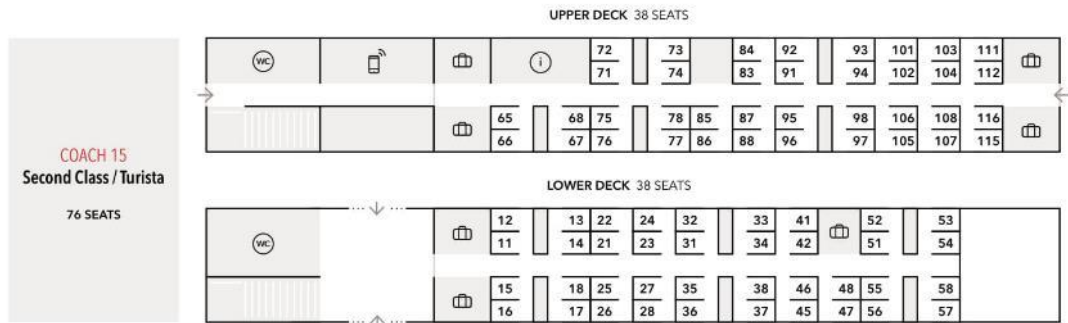 UPPER DECK 38 SEATS
WC 72 73 84 92 93 101 103 111
i 71 74 83 91 94 102 104 112
65 68 75 78 85 87 95 98 106 108 116
66 67 76 77 86 88 96 97 105 107 115
COACH 15
Second Class / Turista
76 SEATS
LOWER DECK 38 SEATS
12 13 22 24 32 33 41 52 53
WC 11 14 21 23 31 34 42 51 54
15 18 25 27 35 38 46 48 55 58
16 17 26 28 36 37 45 47 56 57